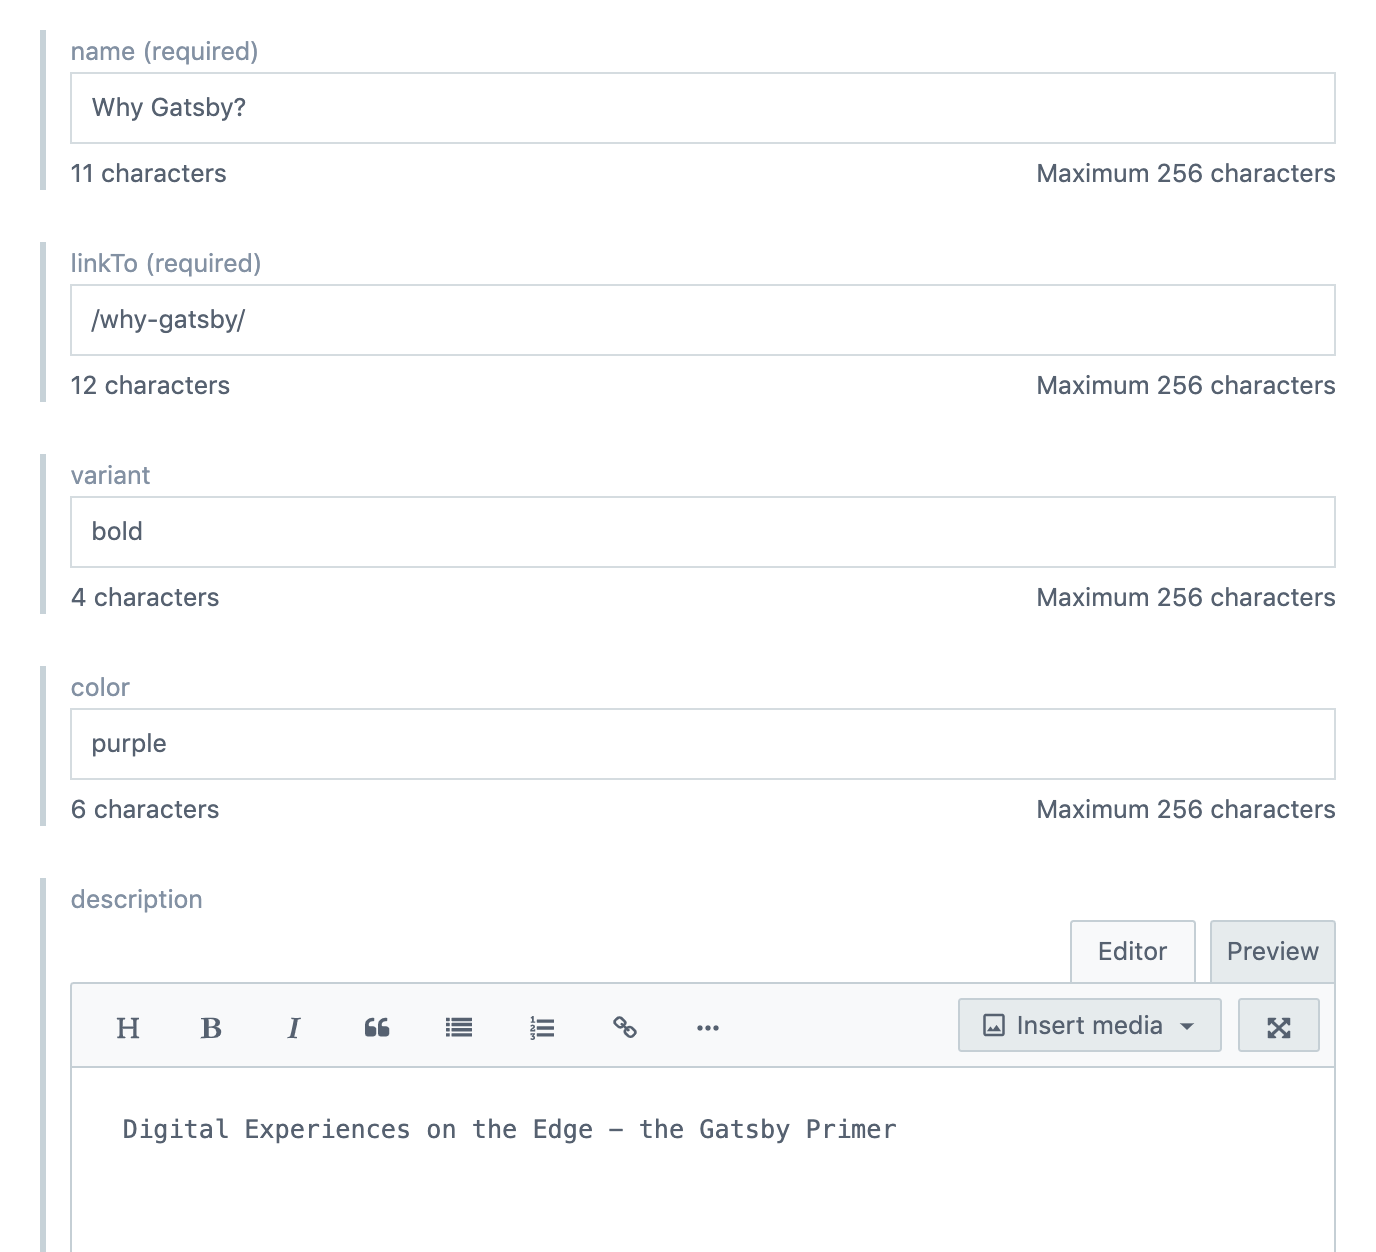 name (required)
Why Gatsby?
11 characters Maximum 256 characters
linkTo (required)
/why-gatsby/
12 characters Maximum 256 characters
variant
bold
4 characters Maximum 256 characters
color
purple
6 characters Maximum 256 characters
description
Editor Preview
H B I Insert media
Digital Experiences on the Edge – the Gatsby Primer